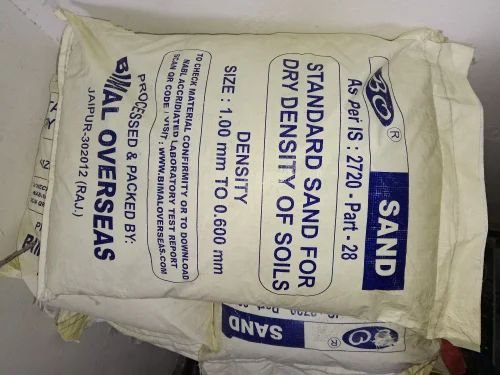 BO ®
SAND
As per IS : 2720 - Part - 28
STANDARD SAND FOR
DRY DENSITY OF SOILS
DENSITY
SIZE : 1.00 mm TO 0.600 mm
TO CHECK MATERIAL CONFIRMITY OR TO DOWNLOAD
NABL ACCRIDIATED LABORATORY TEST REPORT
SCAN QR CODE / VISIT : WWW.BIMALOVERSEAS.COM
PROCESSED & PACKED BY:
BIMAL OVERSEAS
JAIPUR-302012 (RAJ.)
SAND